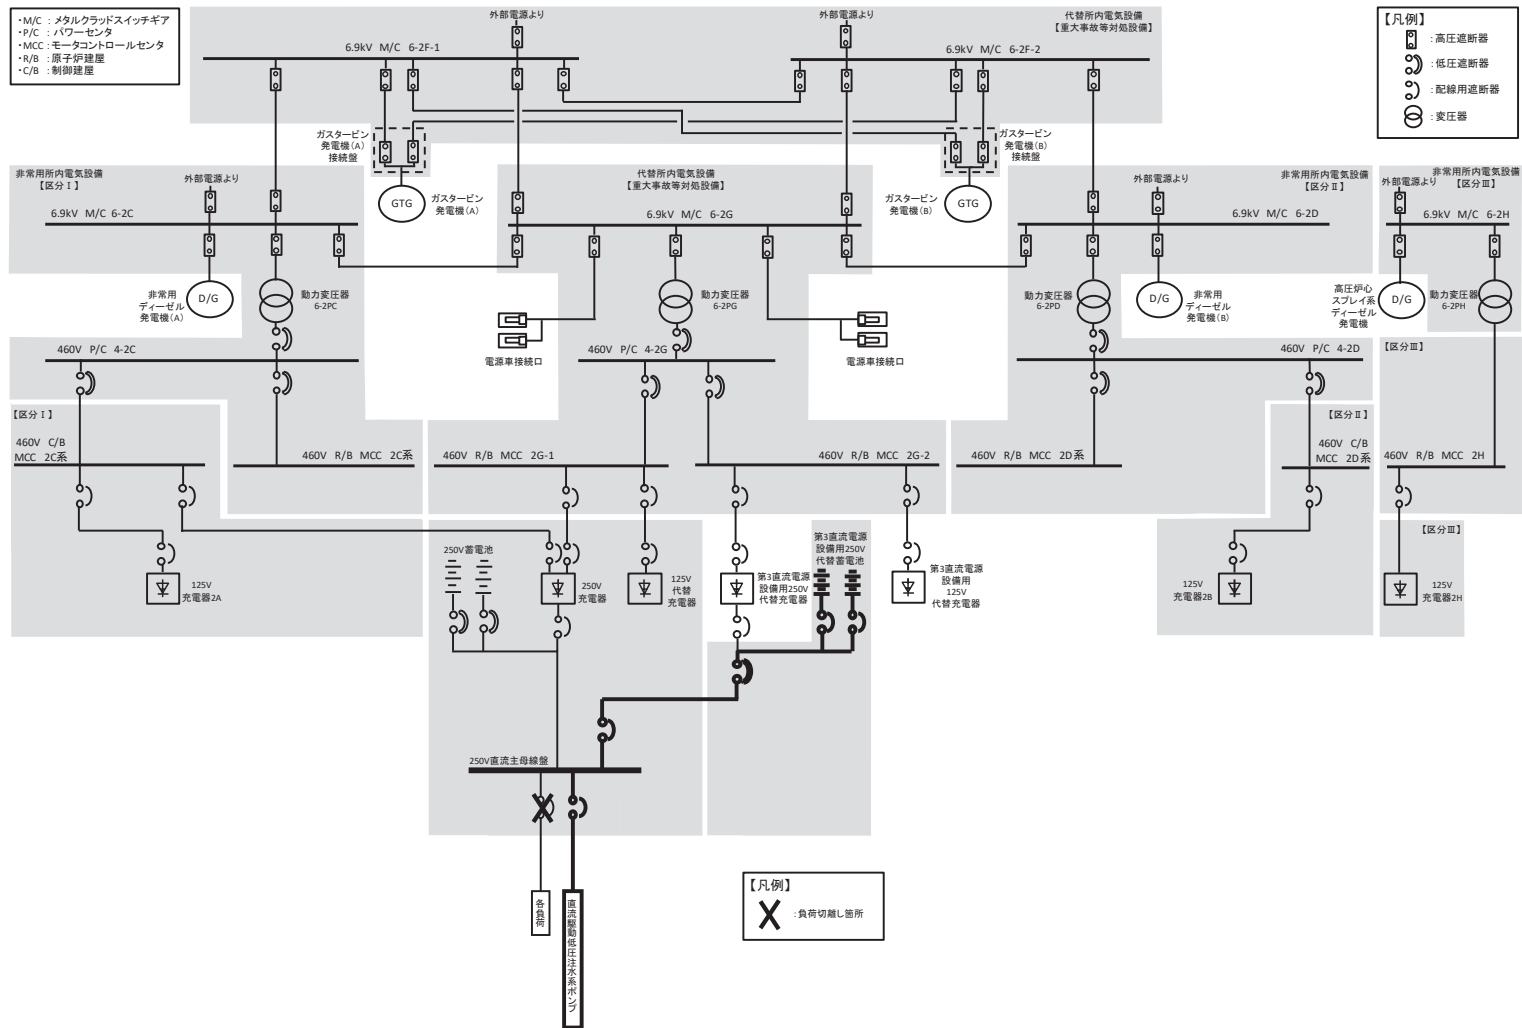 ・M/C ：メタルクラッドスイッチギア
・P/C ：パワーセンタ
・MCC：モータコントロールセンタ
・R/B ：原子炉建屋
・C/B ：制御建屋
外部電源より
外部電源より
代替所内電気設備
【重大事故等対処設備】
【凡例】
：高圧遮断器
：低圧遮断器
：配線用遮断器
：変圧器
6.9kV M/C 6-2F-1
6.9kV M/C 6-2F-2
ガスタービン
発電機(A)
接続盤
ガスタービン
発電機(B)
接続盤
非常用所内電気設備
【区分Ⅰ】
外部電源より
6.9kV M/C 6-2C
GTG
ガスタービン
発電機(A)
代替所内電気設備
【重大事故等対処設備】
6.9kV M/C 6-2G
ガスタービン
発電機(B)
GTG
外部電源より
非常用所内電気設備
【区分Ⅱ】
6.9kV M/C 6-2D
非常用所内電気設備
【区分Ⅲ】
外部電源より
6.9kV M/C 6-2H
非常用
ディーゼル
発電機(A)
D/G
動力変圧器
6-2PC
動力変圧器
6-2PG
動力変圧器
6-2PD
D/G
非常用
ディーゼル
発電機(B)
高圧炉心
スプレイ系
ディーゼル
発電機
D/G
動力変圧器
6-2PH
電源車接続口
電源車接続口
460V P/C 4-2C
460V P/C 4-2G
460V P/C 4-2D
【区分Ⅲ】
【区分Ⅰ】
460V C/B
MCC 2C系
460V R/B MCC 2C系
460V R/B MCC 2G-1
460V R/B MCC 2G-2
460V R/B MCC 2D系
【区分Ⅱ】
460V C/B
MCC 2D系
460V R/B MCC 2H
125V
充電器2A
250V蓄電池
250V
充電器
125V
代替
充電器
第3直流電源
設備用250V
代替充電器
第3直流電源
設備用250V
代替蓄電池
第3直流電源
設備用
125V
代替充電器
125V
充電器2B
【区分Ⅲ】
125V
充電器2H
250V直流主母線盤
各負荷
直流駆動低圧注水系ポンプ
【凡例】
：負荷切離し箇所